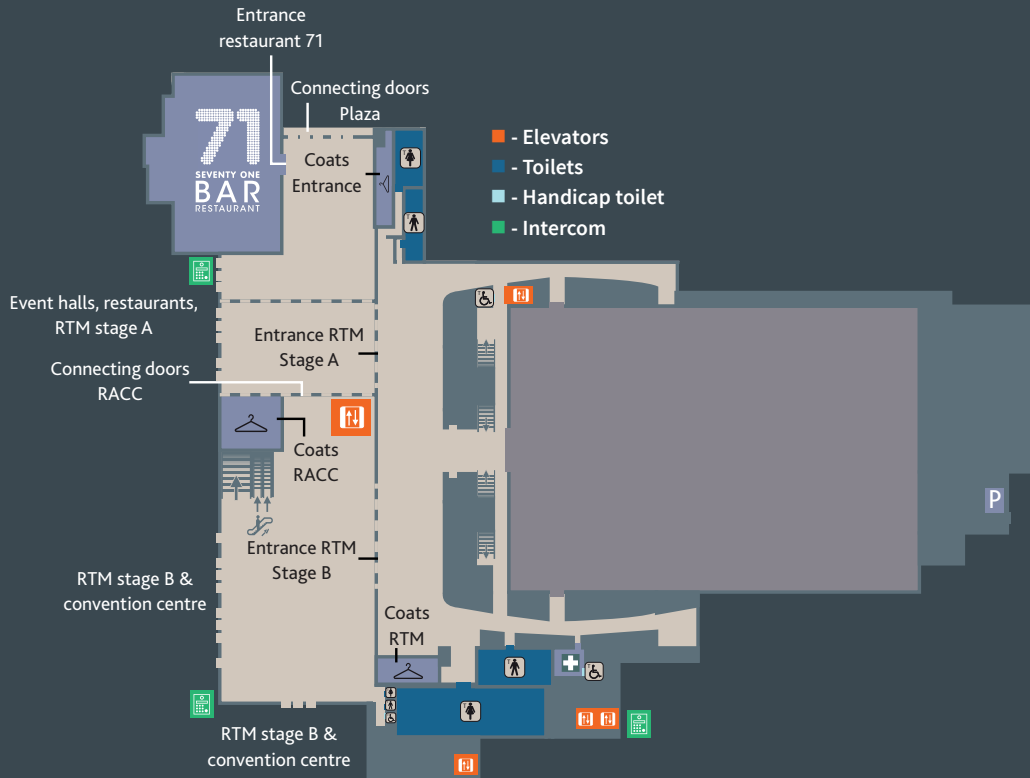 Entrance
restaurant 71
Connecting doors
Plaza
71
SEVENTY ONE
BAR
RESTAURANT
Coats
Entrance
- Elevators
- Toilets
- Handicap toilet
- Intercom
Event halls, restaurants,
RTM stage A
Entrance RTM
Stage A
Connecting doors
RACC
Coats
RACC
P
Entrance RTM
Stage B
RTM stage B &
convention centre
Coats
RTM
RTM stage B &
convention centre